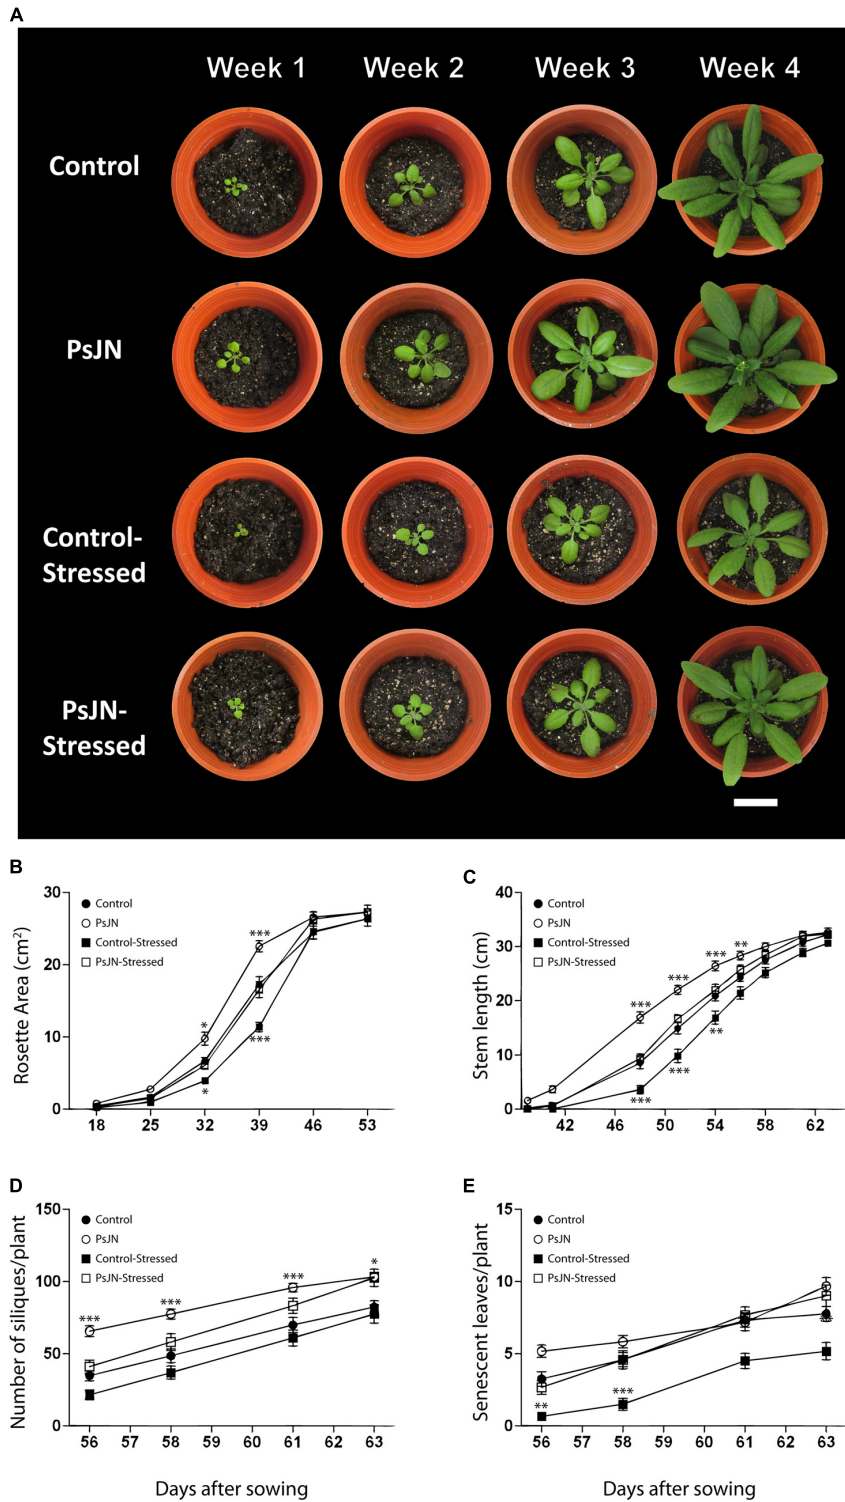 A
Week 1 Week 2 Week 3 Week 4
Control
PsJN
Control-
Stressed
PsJN-
Stressed
B
Rosette Area (cm²)
30
20
10
0
18 25 32 39 46 53
Control
PsJN
Control-Stressed
PsJN-Stressed
*
***
*
***
C
Stem length (cm)
40
30
20
10
0
42 46 50 54 58 62
Control
PsJN
Control-Stressed
PsJN-Stressed
***
***
***
**
***
***
**
D
Number of siliques/plant
150
100
50
0
56 57 58 59 60 61 62 63
Control
PsJN
Control-Stressed
PsJN-Stressed
***
***
***
*
Days after sowing
E
Senescent leaves/plant
15
10
5
0
56 57 58 59 60 61 62 63
Control
PsJN
Control-Stressed
PsJN-Stressed
**
***
Days after sowing